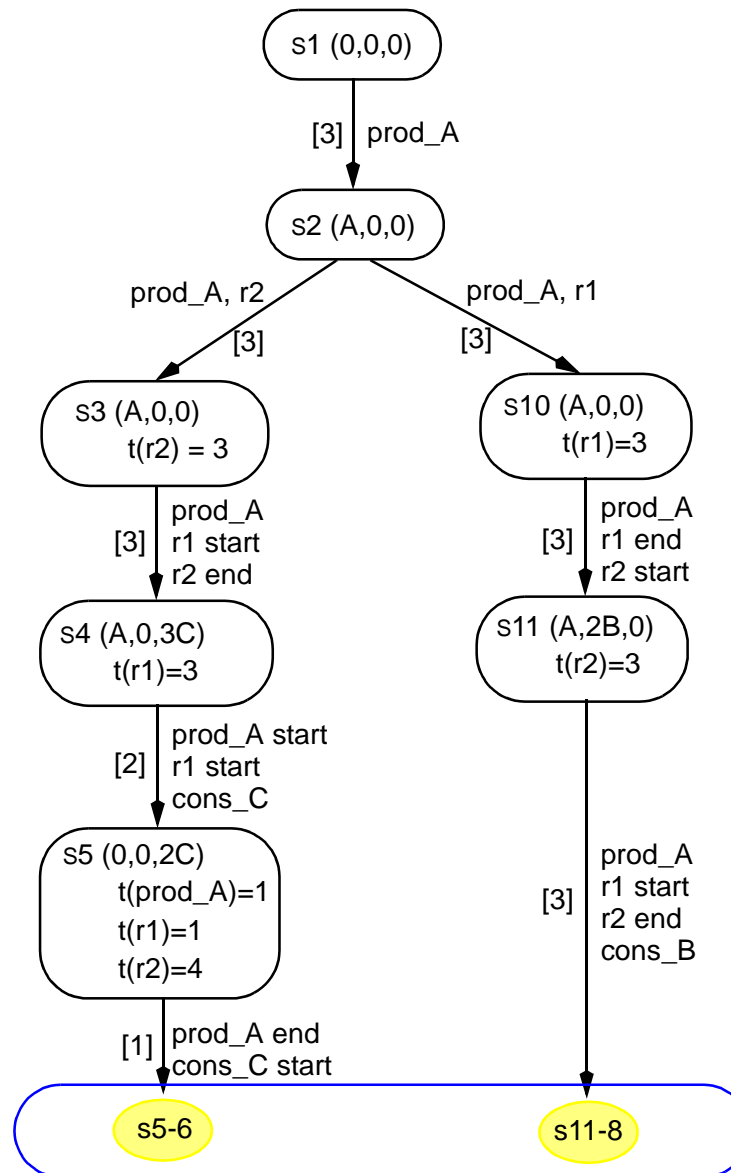 s1 (0,0,0)
[3] prod_A
s2 (A,0,0)
prod_A, r2
[3]
prod_A, r1
[3]
s3 (A,0,0)
t(r2) = 3
s10 (A,0,0)
t(r1)=3
[3]
prod_A
r1 start
r2 end
[3]
prod_A
r1 end
r2 start
s4 (A,0,3C)
t(r1)=3
s11 (A,2B,0)
t(r2)=3
[2]
prod_A start
r1 start
cons_C
s5 (0,0,2C)
t(prod_A)=1
t(r1)=1
t(r2)=4
[3]
prod_A
r1 start
r2 end
cons_B
[1]
prod_A end
cons_C start
s5-6
s11-8